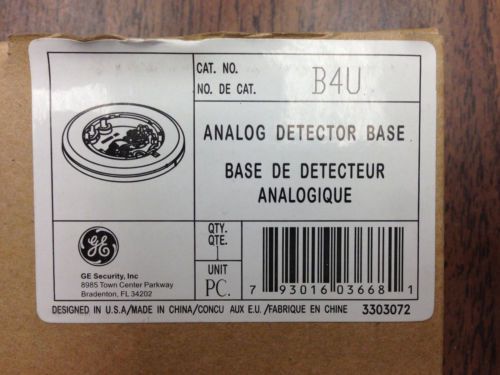 CAT. NO.
NO. DE CAT.
B4U
ANALOG DETECTOR BASE
BASE DE DETECTEUR
ANALOGIQUE
GE
GE Security, Inc
8985 Town Center Parkway
Bradenton, FL 34202
QTY.
QTE.
1
UNIT
PC.
7 93016 03668 1
DESIGNED IN U.S.A/MADE IN CHINA/CONCU AUX E.U./FABRIQUE EN CHINE 3303072